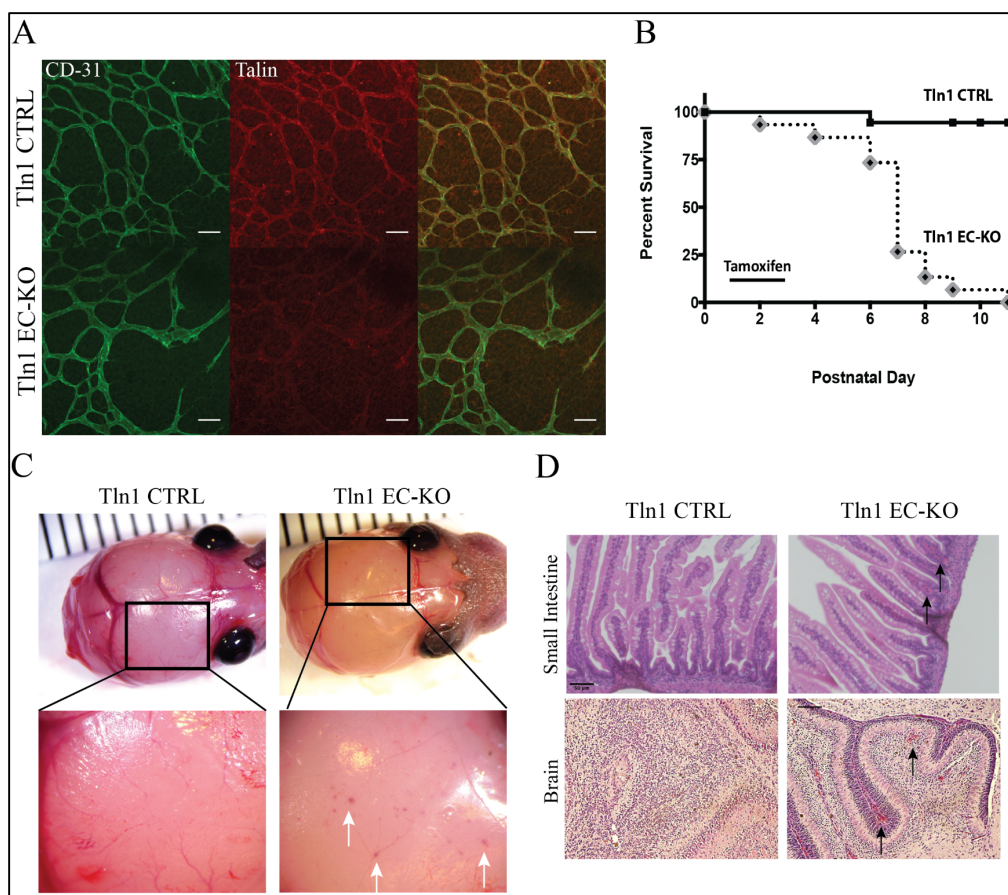 A
CD-31
Talin
Tln1 CTRL
Tln1 EC-KO
B
Tln1 CTRL
100
75
50
25
0
Percent Survival
Tln1 EC-KO
Tamoxifen
0 2 4 6 8 10
Postnatal Day
C
Tln1 CTRL
Tln1 EC-KO
D
Tln1 CTRL
Tln1 EC-KO
Small Intestine
50 µm
Brain